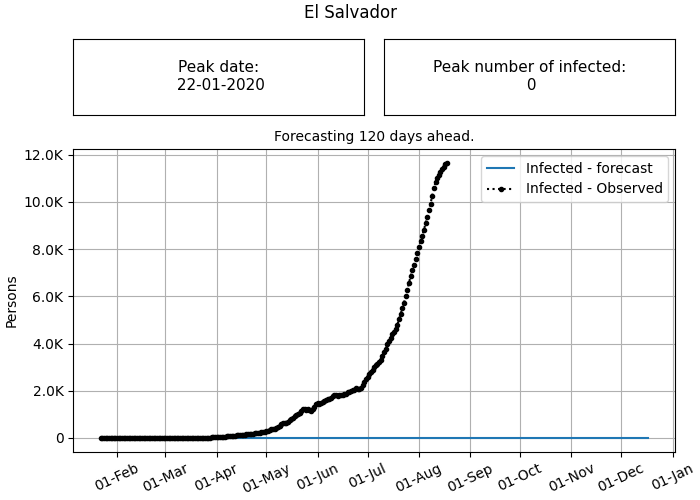 El Salvador
Peak date:
22-01-2020
Peak number of infected:
0
Forecasting 120 days ahead.
12.0K
10.0K
8.0K
6.0K
4.0K
2.0K
0
Persons
Infected - forecast
Infected - Observed
01-Feb 01-Mar 01-Apr 01-May 01-Jun 01-Jul 01-Aug 01-Sep 01-Oct 01-Nov 01-Dec 01-Jan